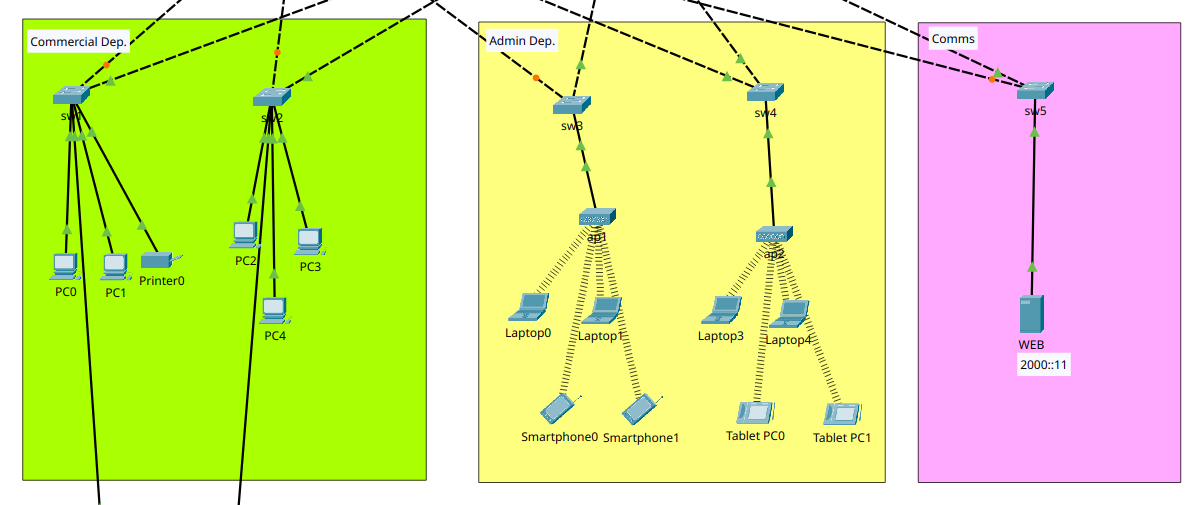 Commercial Dep.
Admin Dep.
Comms
sw1
sw2
sw3
sw4
sw5
PC0
PC1
Printer0
PC2
PC3
PC4
ap1
ap2
Laptop0
Laptop1
Laptop3
Laptop4
Smartphone0
Smartphone1
Tablet PC0
Tablet PC1
WEB
2000::11